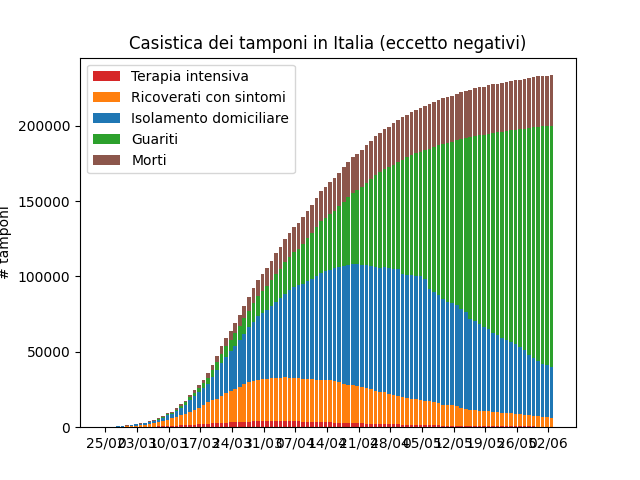 Casistica dei tamponi in Italia (eccetto negativi)
Terapia intensiva
Ricoverati con sintomi
Isolamento domiciliare
Guariti
Morti
# tamponi
200000
150000
100000
50000
0
25/02 03/03 10/03 17/03 24/03 31/03 07/04 14/04 21/04 28/04 05/05 12/05 19/05 26/05 02/06